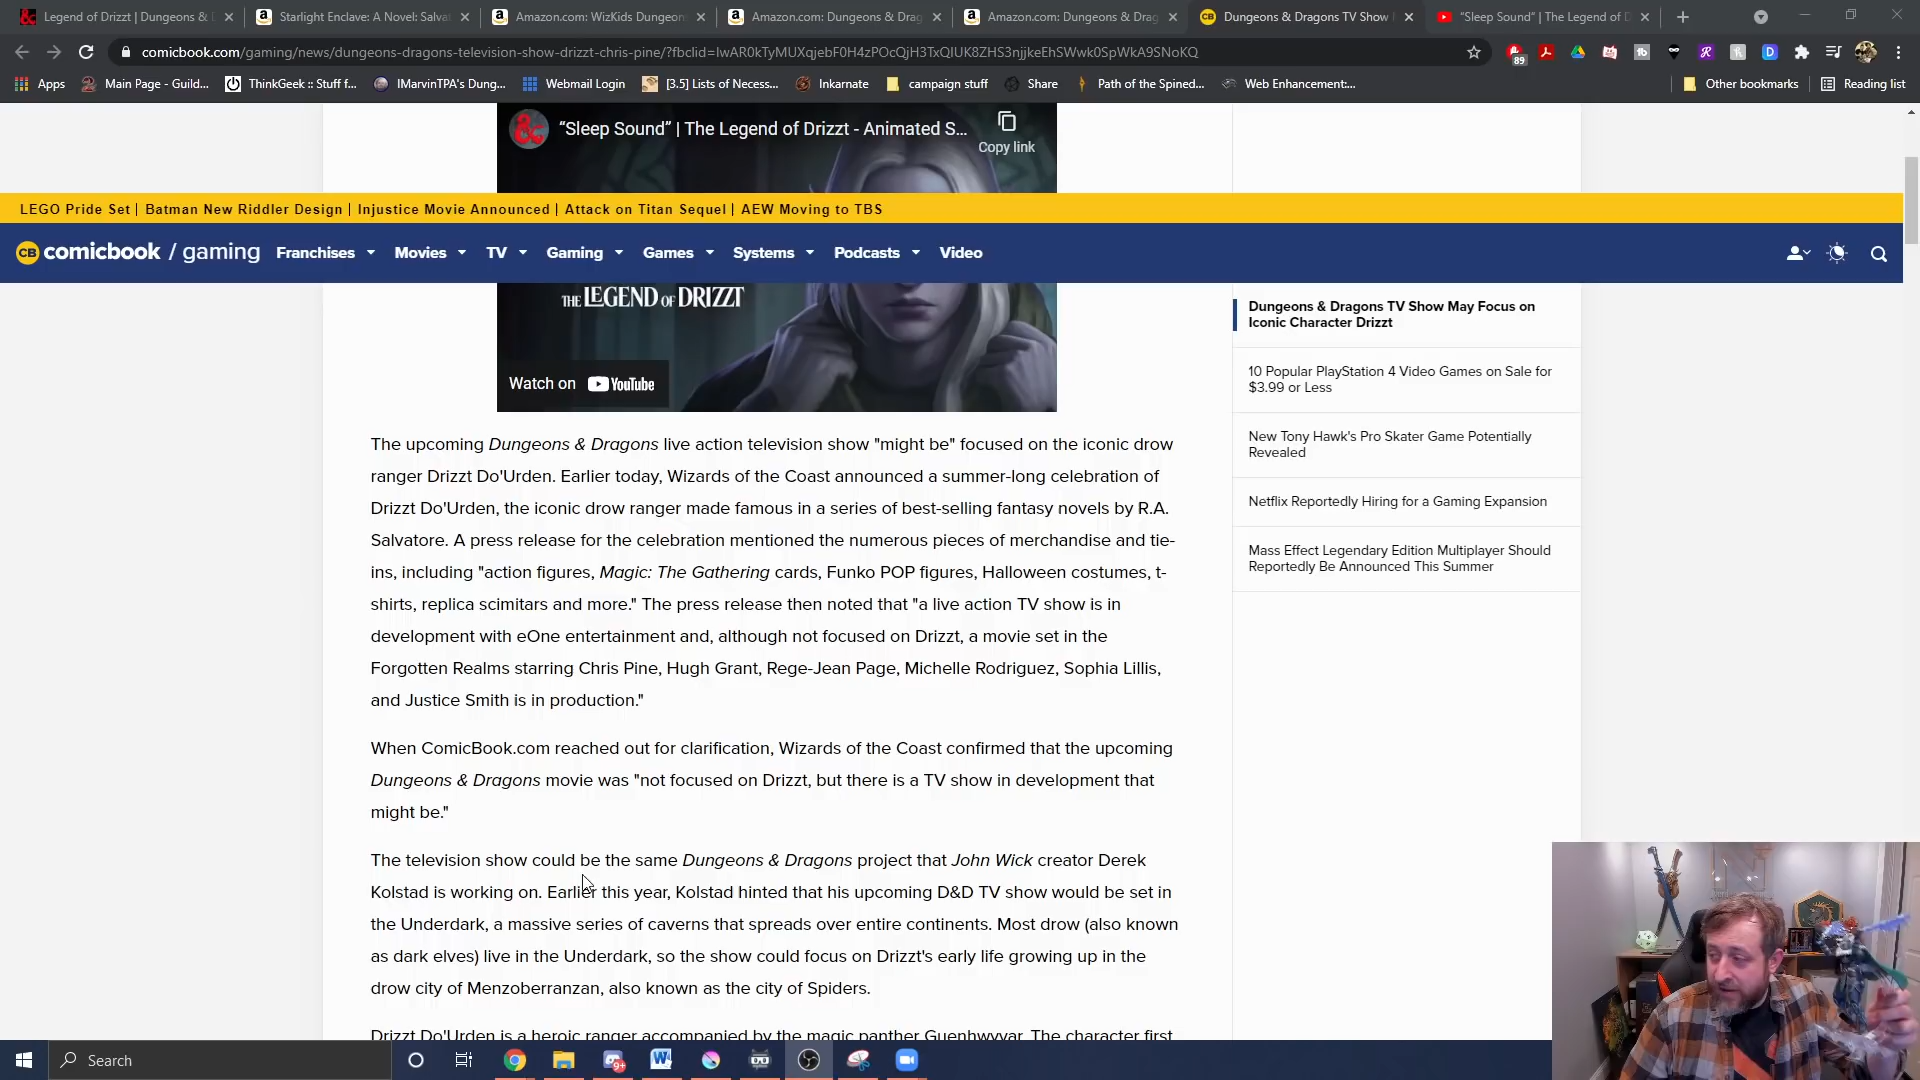 Legend of Drizzt | Dungeons &
Starlight Enclave: A Novel: Salva
Amazon.com: WizKids Dungeon
Amazon.com: Dungeons & Drag
Amazon.com: Dungeons & Drag
Dungeons & Dragons TV Show
"Sleep Sound" | The Legend of D
comicbook.com/gaming/news/dungeons-dragons-television-show-drizzt-chris-pine/?fbclid=IwAR0kTyMUXqjebF0H4zPOcQjH3TxQIUK8ZHS3njjkeEhSWwk0SpWkA9SNoKQ
89
Apps
Main Page - Guild...
ThinkGeek :: Stuff f...
IMarvinTPA's Dung...
Webmail Login
[3.5] Lists of Necess...
Inkarnate
campaign stuff
Share
Path of the Spined...
Web Enhancement:...
Other bookmarks
Reading list
"Sleep Sound" | The Legend of Drizzt - Animated S...
Copy link
LEGO Pride Set | Batman New Riddler Design | Injustice Movie Announced | Attack on Titan Sequel | AEW Moving to TBS
CB comicbook / gaming
Franchises
Movies
TV
Gaming
Games
Systems
Podcasts
Video
THE LEGEND OF DRIZZT
Watch on YouTube
The upcoming Dungeons & Dragons live action television show "might be" focused on the iconic drow
ranger Drizzt Do'Urden. Earlier today, Wizards of the Coast announced a summer-long celebration of
Drizzt Do'Urden, the iconic drow ranger made famous in a series of best-selling fantasy novels by R.A.
Salvatore. A press release for the celebration mentioned the numerous pieces of merchandise and tie-
ins, including "action figures, Magic: The Gathering cards, Funko POP figures, Halloween costumes, t-
shirts, replica scimitars and more." The press release then noted that "a live action TV show is in
development with eOne entertainment and, although not focused on Drizzt, a movie set in the
Forgotten Realms starring Chris Pine, Hugh Grant, Rege-Jean Page, Michelle Rodriguez, Sophia Lillis,
and Justice Smith is in production."
When ComicBook.com reached out for clarification, Wizards of the Coast confirmed that the upcoming
Dungeons & Dragons movie was "not focused on Drizzt, but there is a TV show in development that
might be."
The television show could be the same Dungeons & Dragons project that John Wick creator Derek
Kolstad is working on. Earlier this year, Kolstad hinted that his upcoming D&D TV show would be set in
the Underdark, a massive series of caverns that spreads over entire continents. Most drow (also known
as dark elves) live in the Underdark, so the show could focus on Drizzt's early life growing up in the
drow city of Menzoberranzan, also known as the city of Spiders.
Drizzt Do'Urden is a heroic ranger accompanied by the magic panther Guenhwyvar. The character first
Dungeons & Dragons TV Show May Focus on
Iconic Character Drizzt
10 Popular PlayStation 4 Video Games on Sale for
$3.99 or Less
New Tony Hawk's Pro Skater Game Potentially
Revealed
Netflix Reportedly Hiring for a Gaming Expansion
Mass Effect Legendary Edition Multiplayer Should
Reportedly Be Announced This Summer
Search
9+